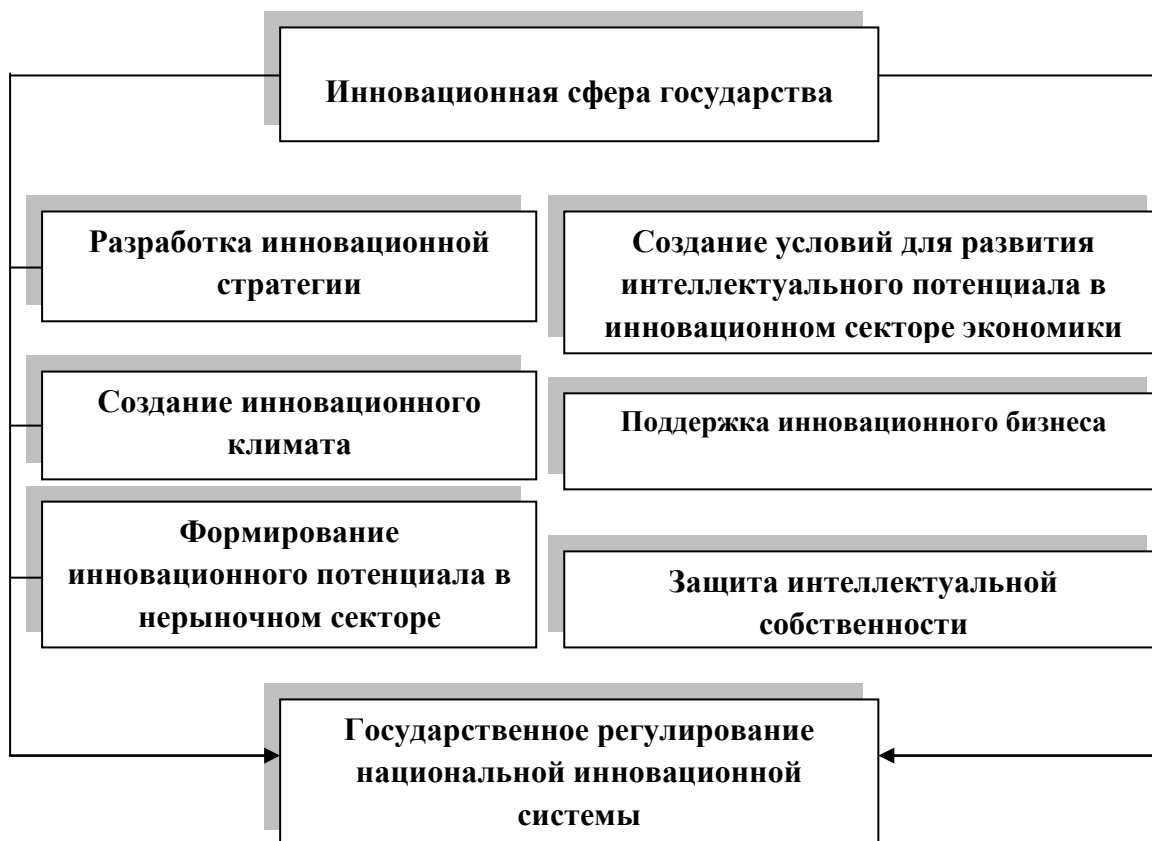 Инновационная сфера государства
Разработка инновационной
стратегии
Создание условий для развития
интеллектуального потенциала в
инновационном секторе экономики
Создание инновационного
климата
Поддержка инновационного бизнеса
Формирование
инновационного потенциала в
нерыночном секторе
Защита интеллектуальной
собственности
Государственное регулирование
национальной инновационной
системы